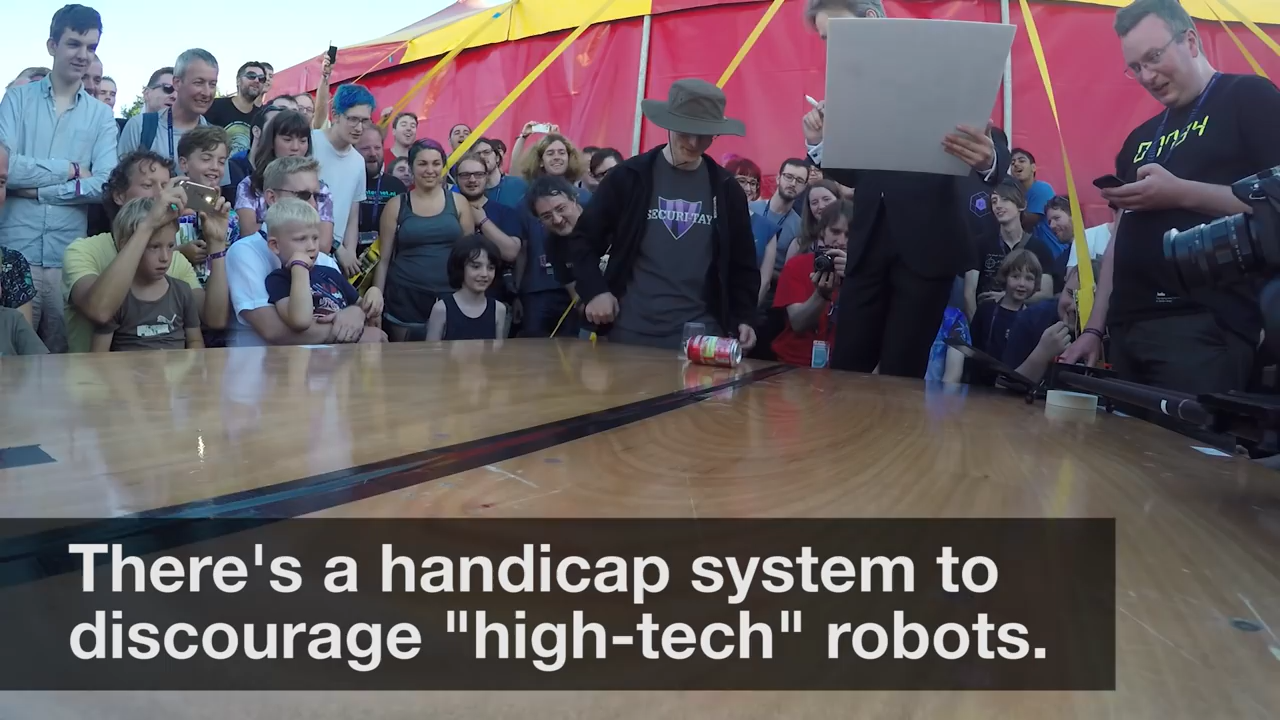 SECURI-TAY
There's a handicap system to
discourage "high-tech" robots.